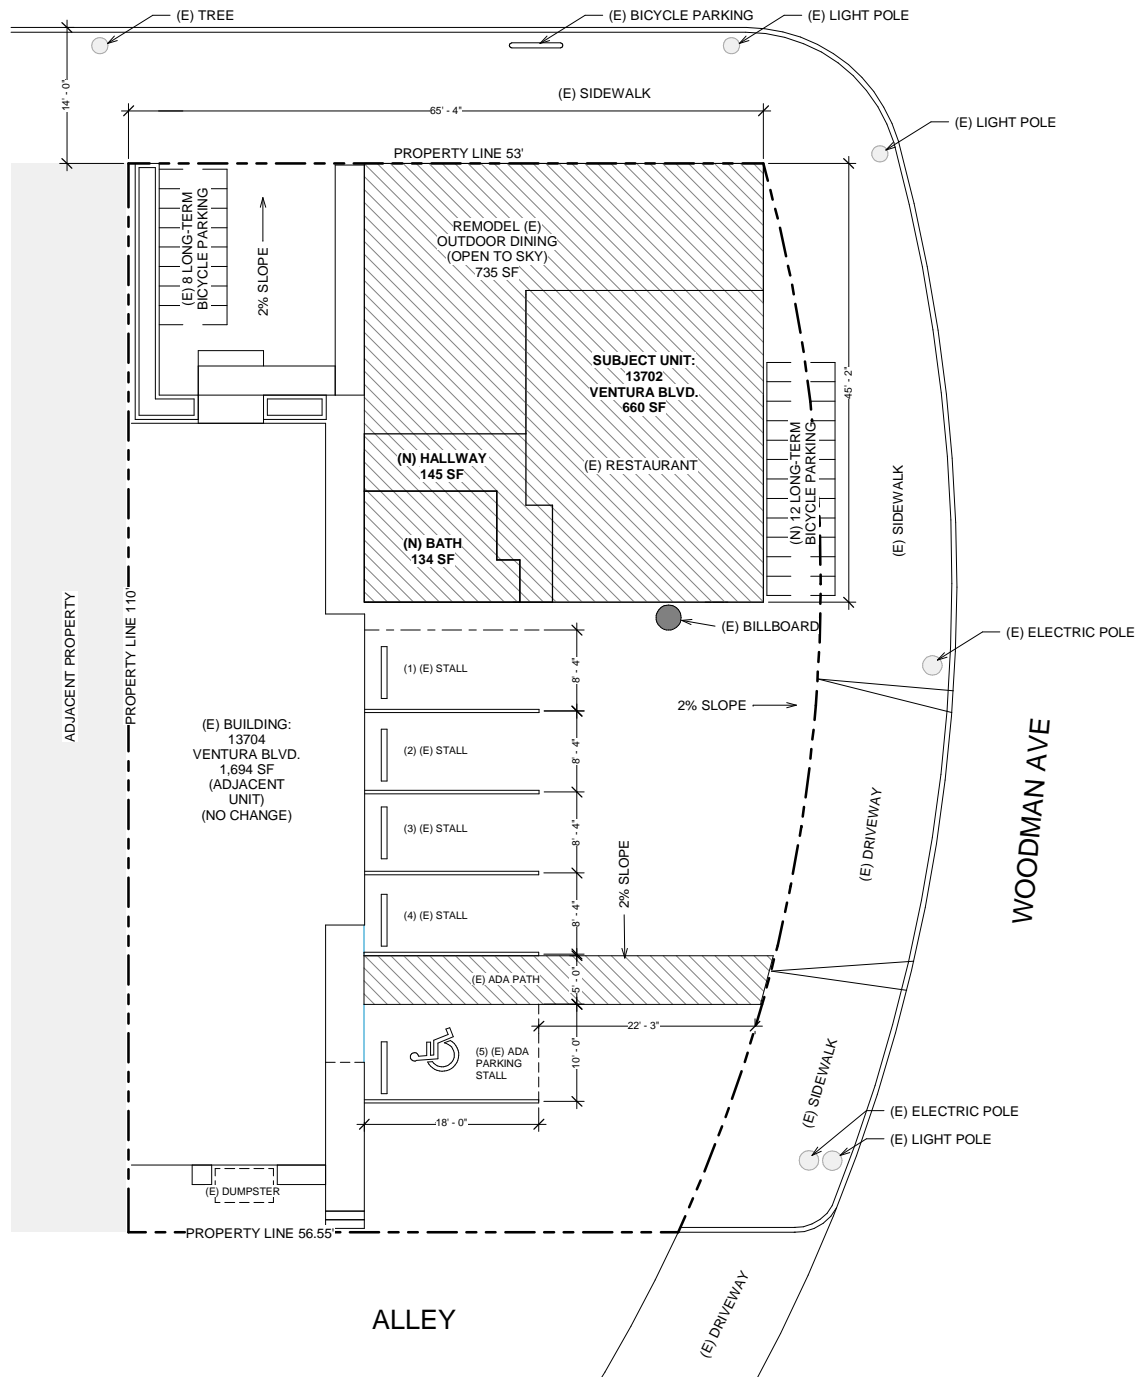 (E) TREE
(E) BICYCLE PARKING
(E) LIGHT POLE
14' - 0"
(E) SIDEWALK
65' - 4"
(E) LIGHT POLE
PROPERTY LINE 53'
(E) 8 LONG-TERM
BICYCLE PARKING
2% SLOPE
REMODEL (E)
OUTDOOR DINING
(OPEN TO SKY)
735 SF
SUBJECT UNIT:
13702
VENTURA BLVD.
660 SF
45' - 2"
(N) HALLWAY
145 SF
(E) RESTAURANT
(N) 12 LONG-TERM
BICYCLE PARKING
(E) SIDEWALK
(N) BATH
134 SF
ADJACENT PROPERTY
PROPERTY LINE 110'
(E) BILLBOARD
(E) ELECTRIC POLE
(1) (E) STALL
8' - 4"
2% SLOPE
(E) BUILDING:
13704
VENTURA BLVD.
1,694 SF
(ADJACENT
UNIT)
(NO CHANGE)
(2) (E) STALL
8' - 4"
WOODMAN AVE
(3) (E) STALL
8' - 4"
(E) DRIVEWAY
2% SLOPE
(4) (E) STALL
8' - 4"
(E) ADA PATH
5' - 0"
22' - 3"
(5) (E) ADA
PARKING
STALL
10' - 0"
(E) SIDEWALK
18' - 0"
(E) ELECTRIC POLE
(E) LIGHT POLE
(E) DUMPSTER
PROPERTY LINE 56.55'
ALLEY
(E) DRIVEWAY